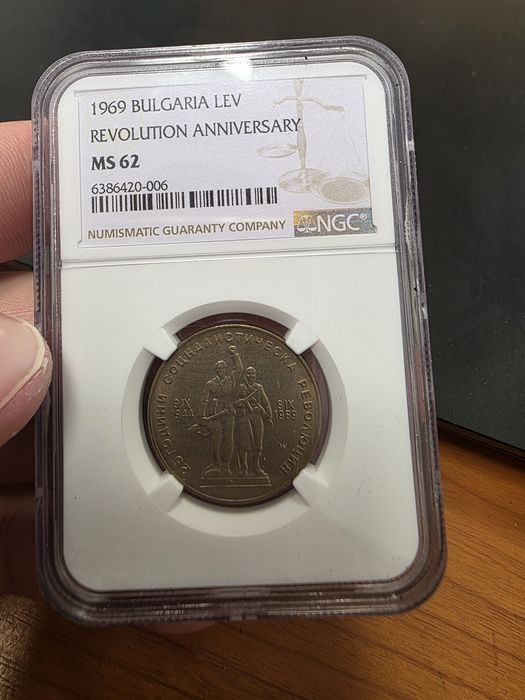 1969 BULGARIA LEV
REVOLUTION ANNIVERSARY
MS 62
6386420-006
NUMISMATIC GUARANTY COMPANY
NGC®
25 ГОДИНИ СОЦИАЛИСТИЧЕСКА РЕВОЛЮЦИЯ
9 IX
1944
9 IX
1969